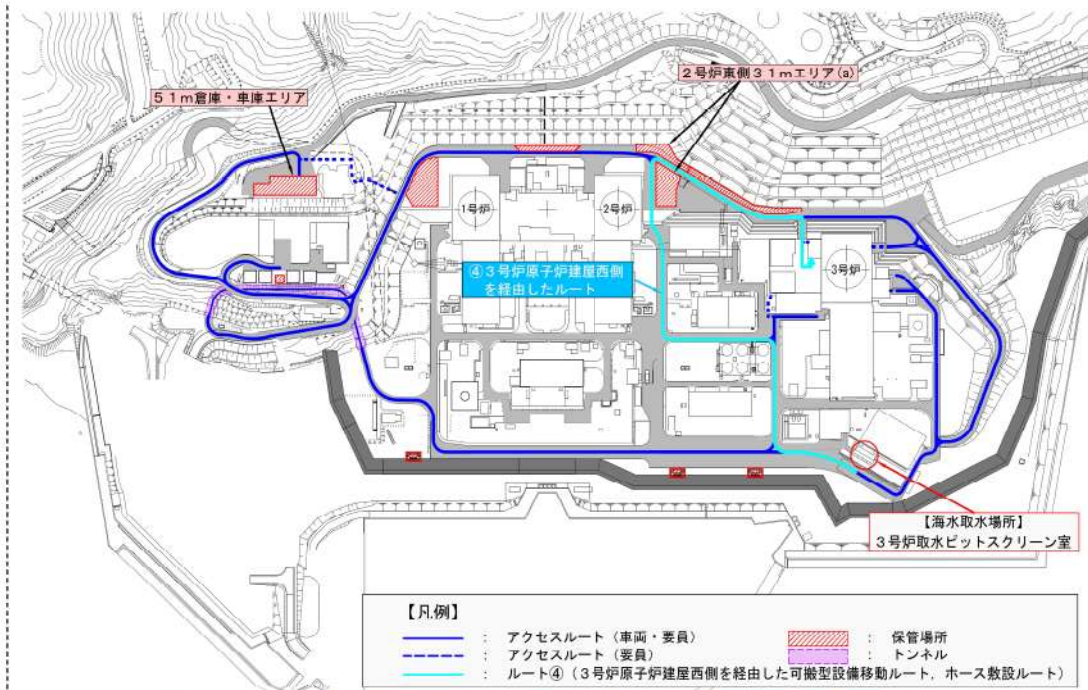 51m倉庫・車庫エリア
2号炉東側31mエリア(a)
1号炉
2号炉
3号炉
④3号炉原子炉建屋西側
を経由したルート
【海水取水場所】
3号炉取水ピットスクリーン室
【凡例】
: アクセスルート（車両・要員）
: 保管場所
: アクセスルート（要員）
: トンネル
: ルート④（3号炉原子炉建屋西側を経由した可搬型設備移動ルート，ホース敷設ルート）